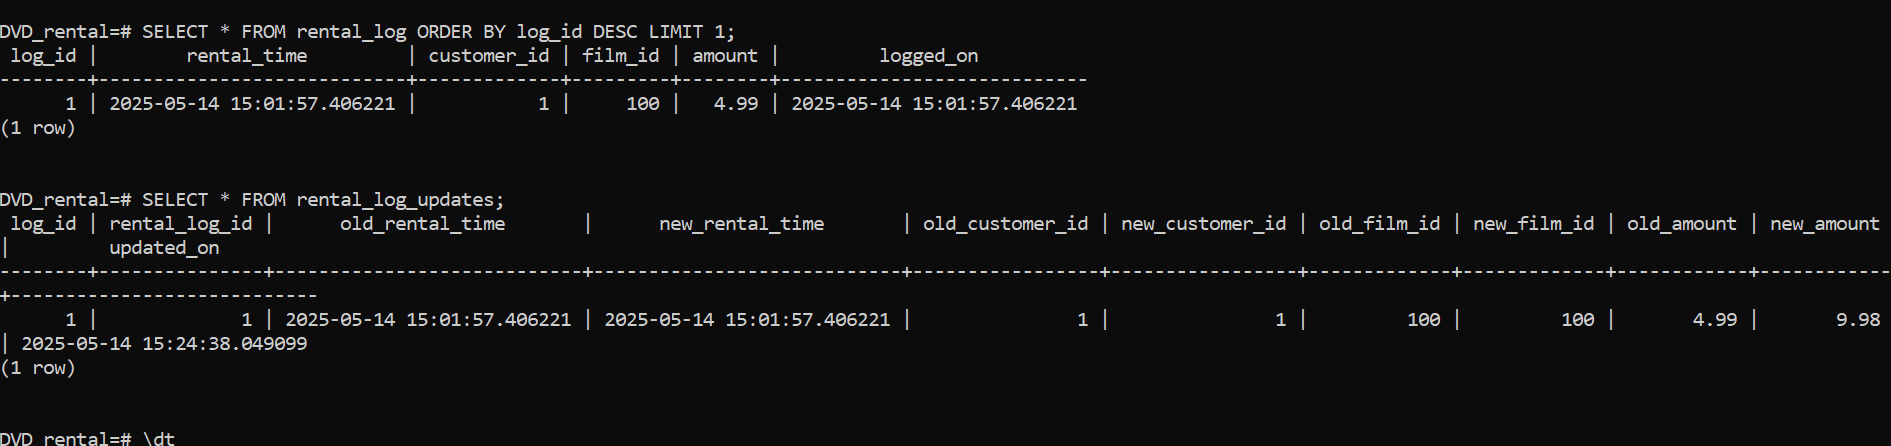 DVD_rental=# SELECT * FROM rental_log ORDER BY log_id DESC LIMIT 1;
 log_id |        rental_time         | customer_id | film_id | amount |         logged_on
--------+----------------------------+-------------+---------+--------+----------------------------
      1 | 2025-05-14 15:01:57.406221 |           1 |     100 |   4.99 | 2025-05-14 15:01:57.406221
(1 row)
DVD_rental=# SELECT * FROM rental_log_updates;
 log_id | rental_log_id |      old_rental_time       |      new_rental_time       | old_customer_id | new_customer_id | old_film_id | new_film_id | old_amount | new_amount
|         updated_on
--------+---------------+----------------------------+----------------------------+-----------------+-----------------+-------------+-------------+------------+------------
+----------------------------
      1 |             1 | 2025-05-14 15:01:57.406221 | 2025-05-14 15:01:57.406221 |               1 |               1 |         100 |         100 |       4.99 |       9.98
| 2025-05-14 15:24:38.049099
(1 row)
DVD_rental=# \dt